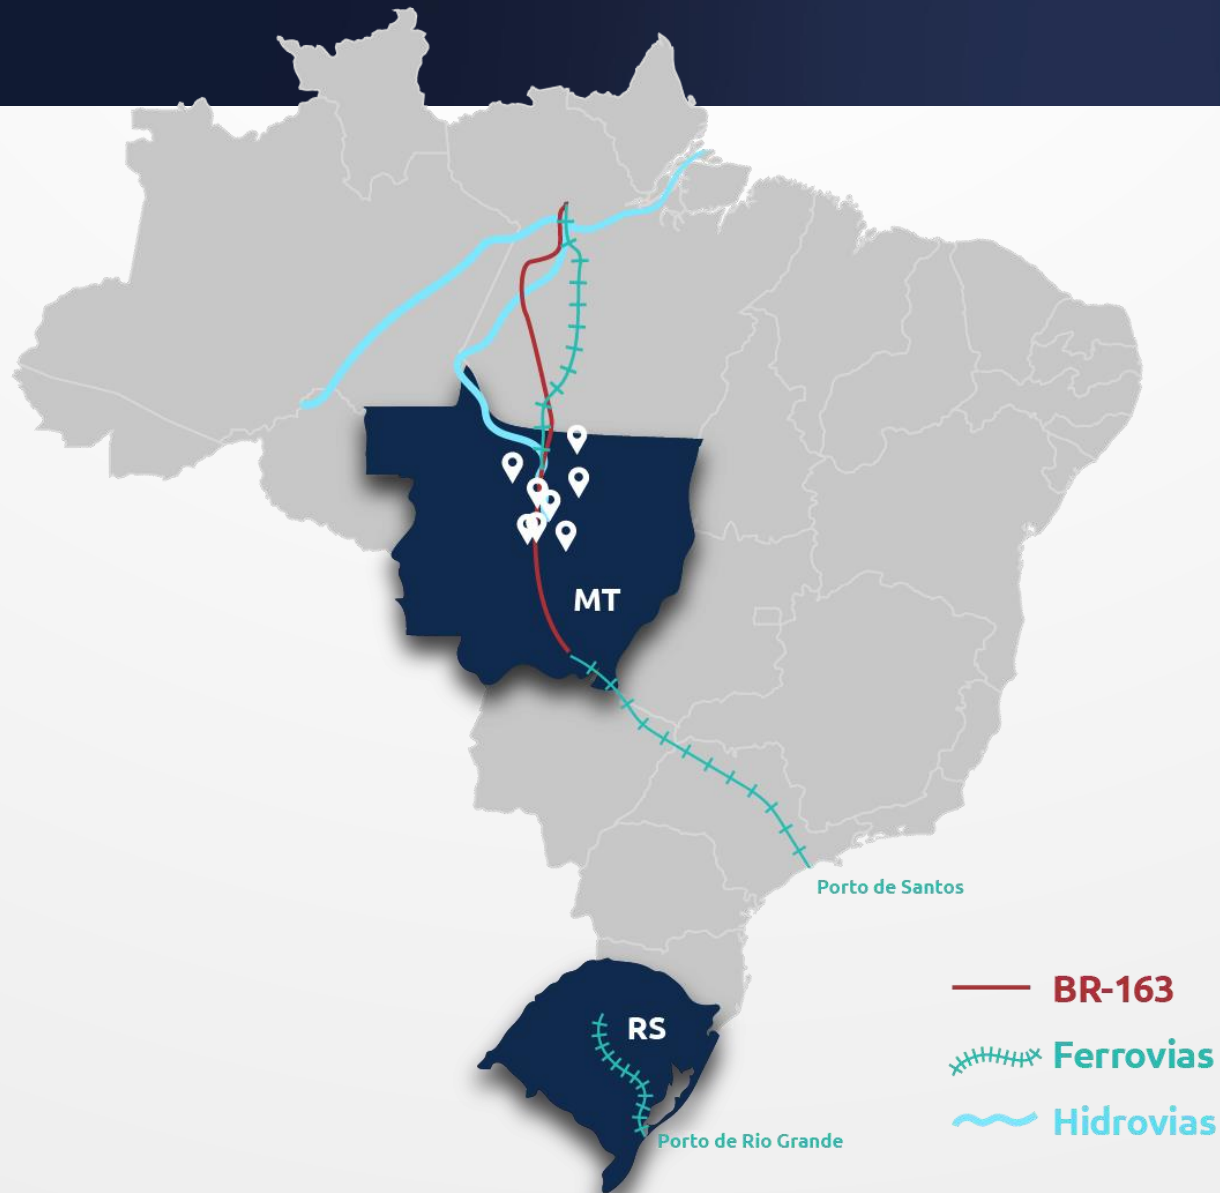 MT
Porto de Santos
BR-163
RS
Ferrovias
Hidrovias
Porto de Rio Grande